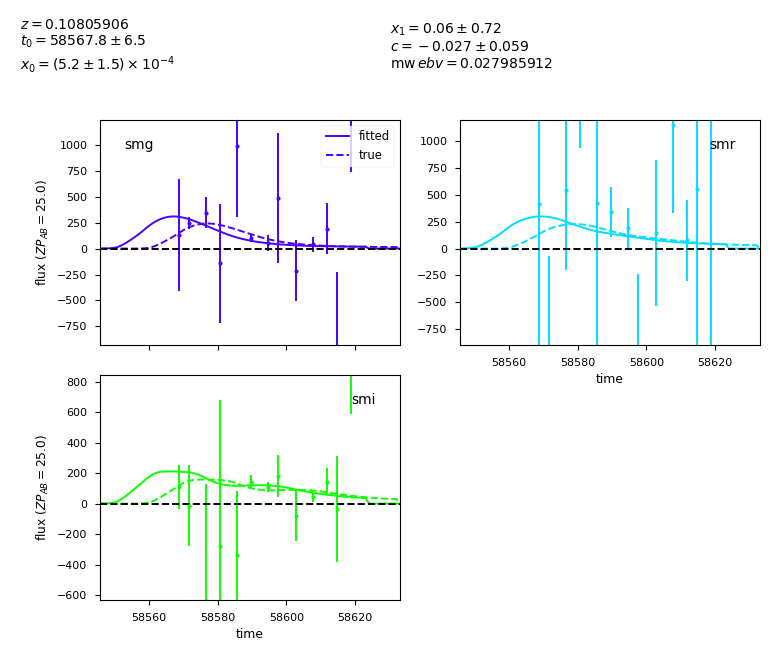 z = 0.10805906
t₀ = 58567.8 ± 6.5
x₀ = (5.2 ± 1.5) × 10⁻⁴
x₁ = 0.06 ± 0.72
c = −0.027 ± 0.059
mw ebv = 0.027985912
smg
fitted
true
1000
750
500
250
0
−250
−500
−750
flux (ZP_AB = 25.0)
smr
1000
750
500
250
0
−250
−500
−750
58560 58580 58600 58620
time
smi
800
600
400
200
0
−200
−400
−600
flux (ZP_AB = 25.0)
58560 58580 58600 58620
time